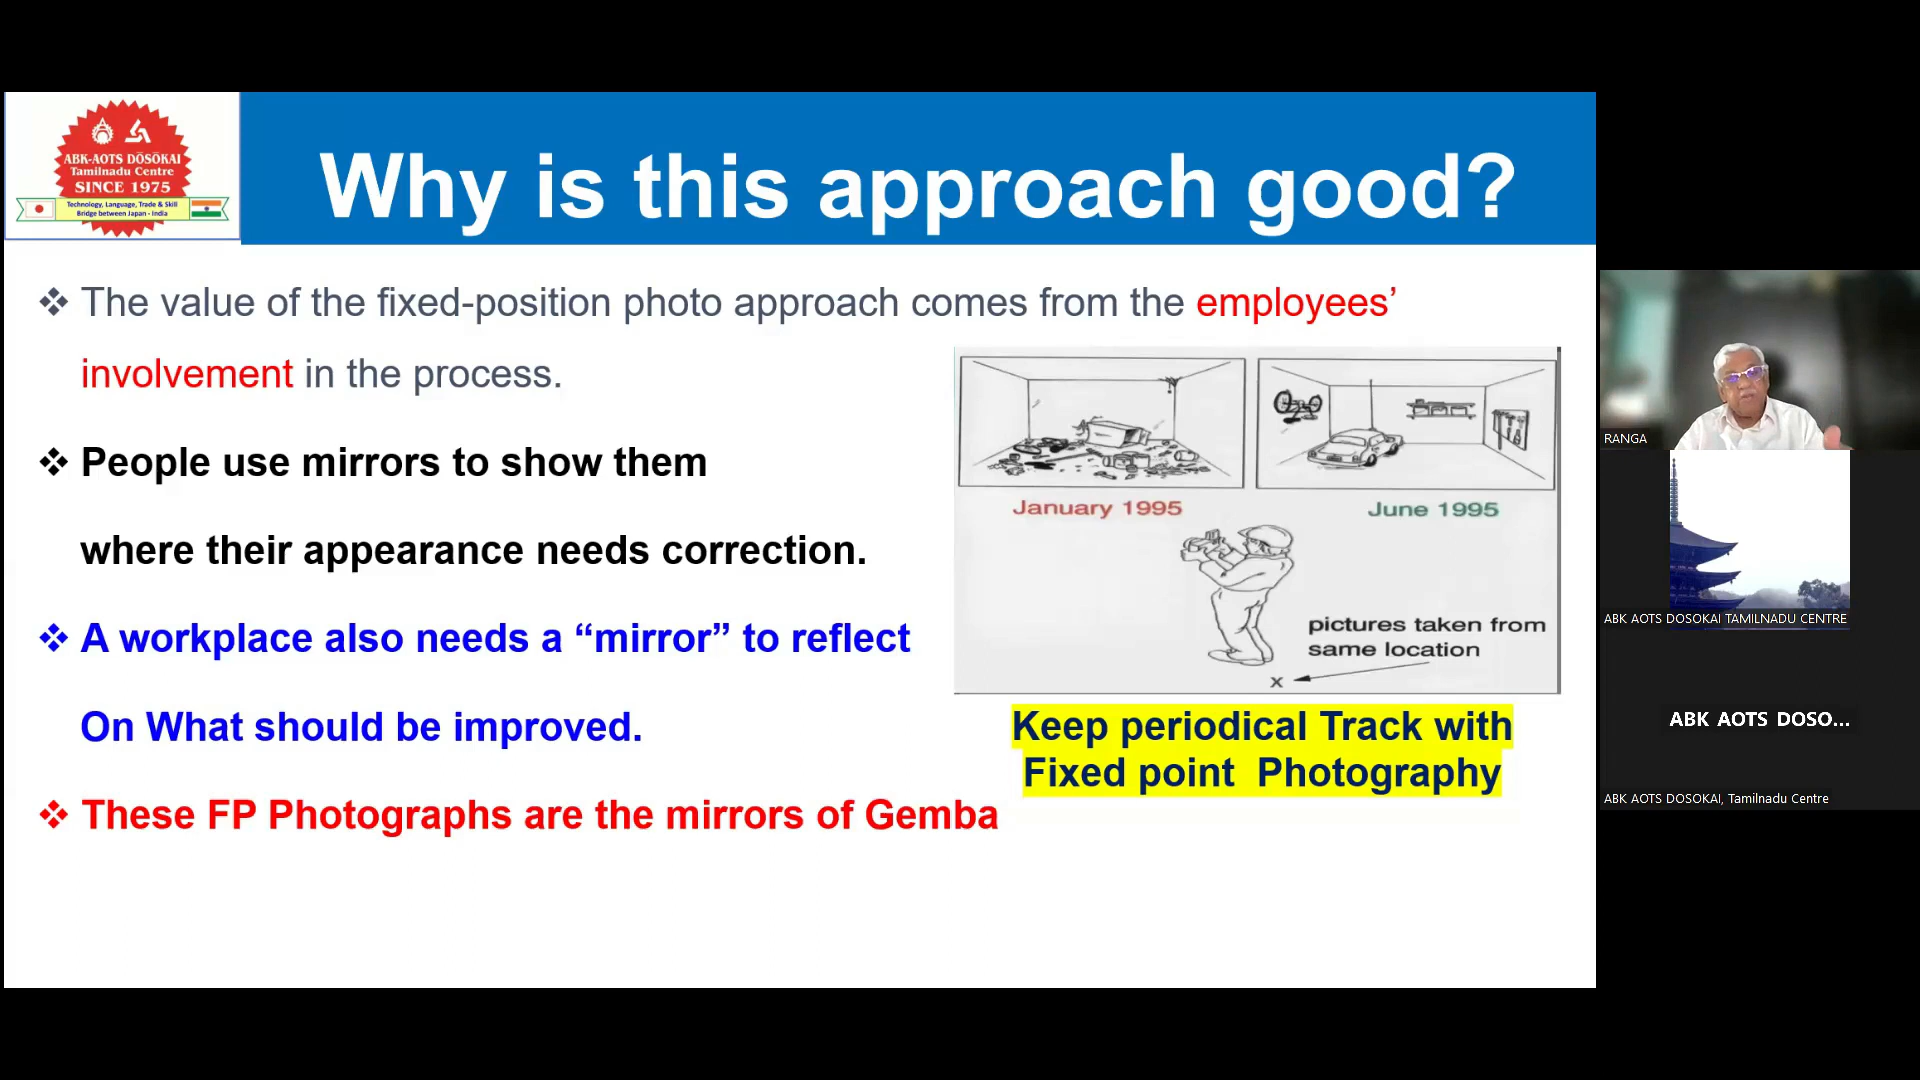 ABK-AOTS DŌSŌKAI
Tamilnadu Centre
SINCE 1975
Technology, Language, Trade & Skill
Bridge between Japan - India
Why is this approach good?
❖ The value of the fixed-position photo approach comes from the employees’
involvement in the process.
❖ People use mirrors to show them
where their appearance needs correction.
❖ A workplace also needs a “mirror” to reflect
On What should be improved.
❖ These FP Photographs are the mirrors of Gemba
January 1995
June 1995
pictures taken from
same location
x
Keep periodical Track with
Fixed point Photography
RANGA
ABK AOTS DOSOKAI TAMILNADU CENTRE
ABK AOTS DOSO...
ABK AOTS DOSOKAI, Tamilnadu Centre